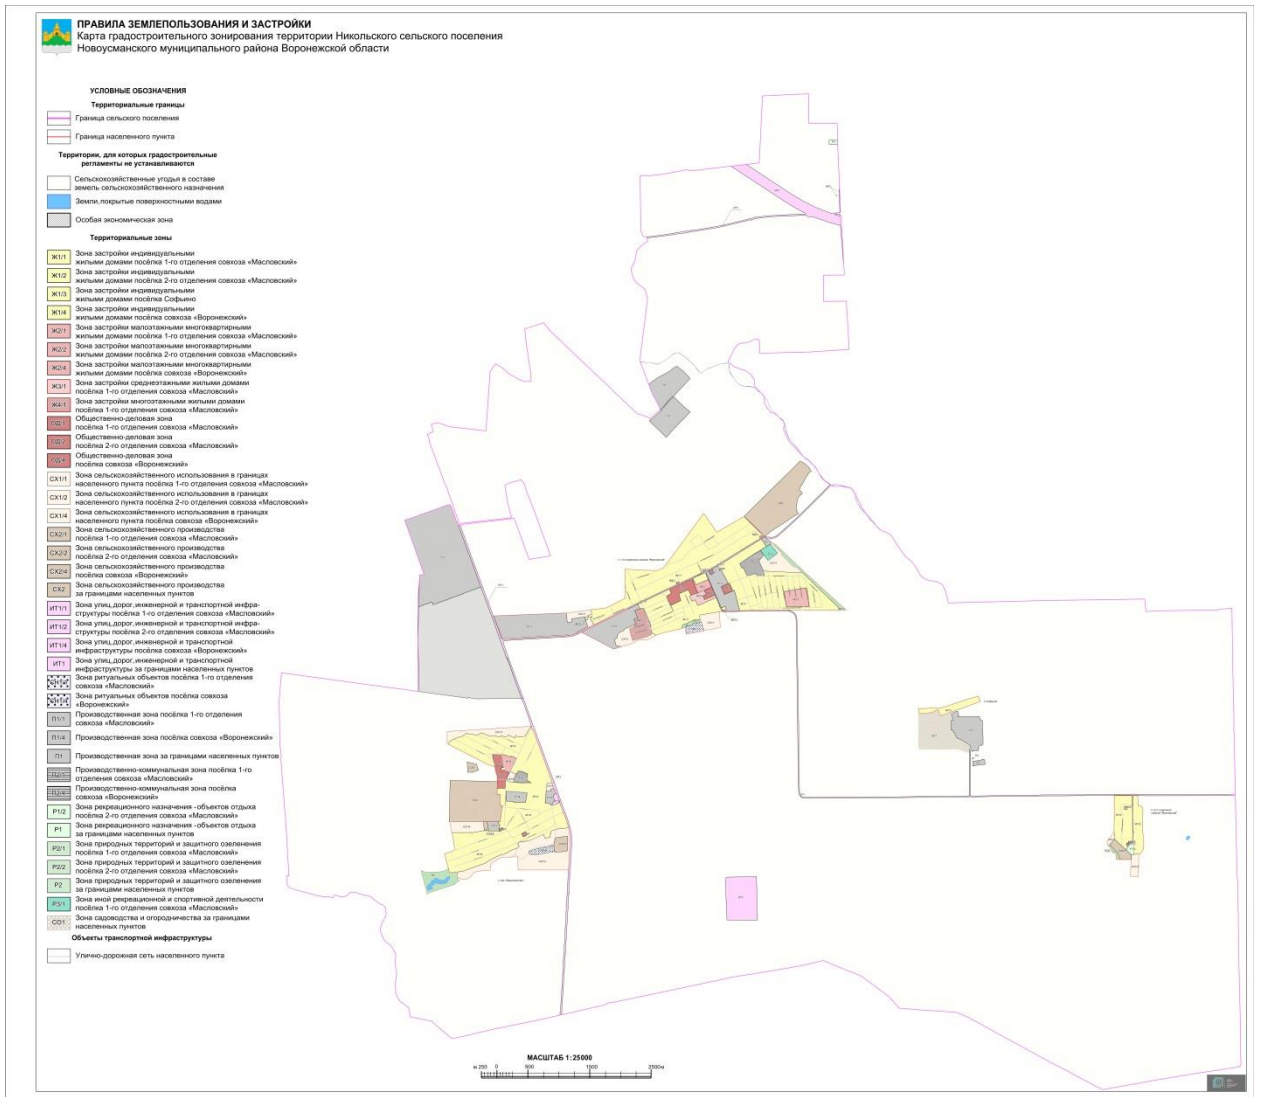 ПРАВИЛА ЗЕМЛЕПОЛЬЗОВАНИЯ И ЗАСТРОЙКИ
Карта градостроительного зонирования территории Никольского сельского поселения
Новоусманского муниципального района Воронежской области
УСЛОВНЫЕ ОБОЗНАЧЕНИЯ
Территориальные границы
Граница сельского поселения
Граница населенного пункта
Территории, для которых градостроительные
регламенты не устанавливаются
Сельскохозяйственные угодья в составе
земель сельскохозяйственного назначения
Земли,покрытые поверхностными водами
Особая экономическая зона
Территориальные зоны
Ж1/1 Зона застройки индивидуальными
жилыми домами посёлка 1-го отделения совхоза «Масловский»
Ж1/2 Зона застройки индивидуальными
жилыми домами посёлка 2-го отделения совхоза «Масловский»
Ж1/3 Зона застройки индивидуальными
жилыми домами посёлка Софьино
Ж1/4 Зона застройки индивидуальными
жилыми домами посёлка совхоза «Воронежский»
Ж2/1 Зона застройки малоэтажными многоквартирными
жилыми домами посёлка 1-го отделения совхоза «Масловский»
Ж2/2 Зона застройки малоэтажными многоквартирными
жилыми домами посёлка 2-го отделения совхоза «Масловский»
Ж2/4 Зона застройки малоэтажными многоквартирными
жилыми домами посёлка совхоза «Воронежский»
Ж3/1 Зона застройки среднеэтажными жилыми домами
посёлка 1-го отделения совхоза «Масловский»
Ж4/1 Зона застройки многоэтажными жилыми домами
посёлка 1-го отделения совхоза «Масловский»
ОД/1 Общественно-деловая зона
посёлка 1-го отделения совхоза «Масловский»
ОД/2 Общественно-деловая зона
посёлка 2-го отделения совхоза «Масловский»
ОД/4 Общественно-деловая зона
посёлка совхоза «Воронежский»
СХ1/1 Зона сельскохозяйственного использования в границах
населенного пункта посёлка 1-го отделения совхоза «Масловский»
СХ1/2 Зона сельскохозяйственного использования в границах
населенного пункта посёлка 2-го отделения совхоза «Масловский»
СХ1/4 Зона сельскохозяйственного использования в границах
населенного пункта посёлка совхоза «Воронежский»
СХ2/1 Зона сельскохозяйственного производства
посёлка 1-го отделения совхоза «Масловский»
СХ2/2 Зона сельскохозяйственного производства
посёлка 2-го отделения совхоза «Масловский»
СХ2/4 Зона сельскохозяйственного производства
посёлка совхоза «Воронежский»
СХ2 Зона сельскохозяйственного производства
за границами населенных пунктов
ИТ1/1 Зона улиц,дорог,инженерной и транспортной инфра-
структуры посёлка 1-го отделения совхоза «Масловский»
ИТ1/2 Зона улиц,дорог,инженерной и транспортной инфра-
структуры посёлка 2-го отделения совхоза «Масловский»
ИТ1/4 Зона улиц,дорог,инженерной и транспортной
инфраструктуры посёлка совхоза «Воронежский»
ИТ1 Зона улиц,дорог,инженерной и транспортной
инфраструктуры за границами населенных пунктов
Зона ритуальных объектов посёлка 1-го отделения
совхоза «Масловский»
Зона ритуальных объектов посёлка совхоза
«Воронежский»
П1/1 Производственная зона посёлка 1-го отделения
совхоза «Масловский»
П1/4 Производственная зона посёлка совхоза «Воронежский»
П1 Производственная зона за границами населенных пунктов
П2/1 Производственно-коммунальная зона посёлка 1-го
отделения совхоза «Масловский»
П2/4 Производственно-коммунальная зона посёлка
совхоза «Воронежский»
Р1/2 Зона рекреационного назначения -объектов отдыха
посёлка 2-го отделения совхоза «Масловский»
Р1 Зона рекреационного назначения -объектов отдыха
за границами населенных пунктов
Р2/1 Зона природных территорий и защитного озеленения
посёлка 1-го отделения совхоза «Масловский»
Р2/2 Зона природных территорий и защитного озеленения
посёлка 2-го отделения совхоза «Масловский»
Р2 Зона природных территорий и защитного озеленения
за границами населенных пунктов
Р3/1 Зона иной рекреационной и спортивной деятельности
посёлка 1-го отделения совхоза «Масловский»
СО1 Зона садоводства и огородничества за границами
населенных пунктов
Объекты транспортной инфраструктуры
Улично-дорожная сеть населенного пункта
МАСШТАБ 1:25000
м 250 0 500 1500 2500м